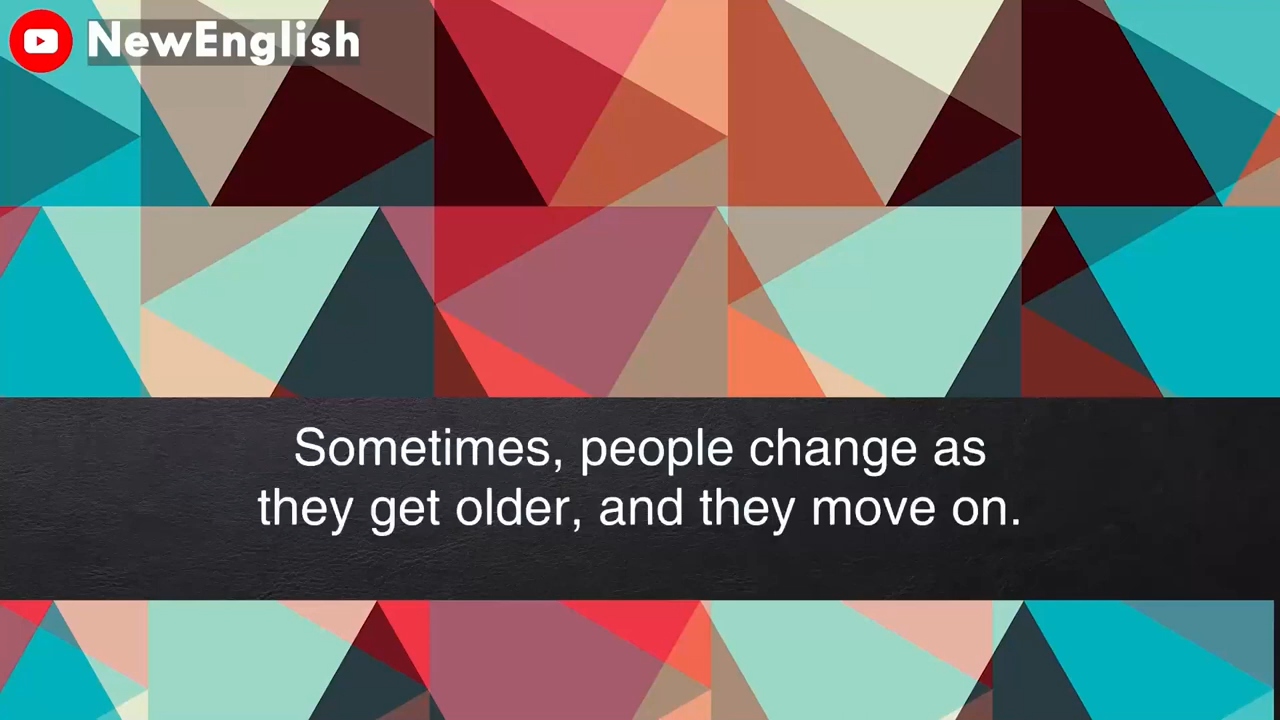 NewEnglish
Sometimes, people change as
they get older, and they move on.